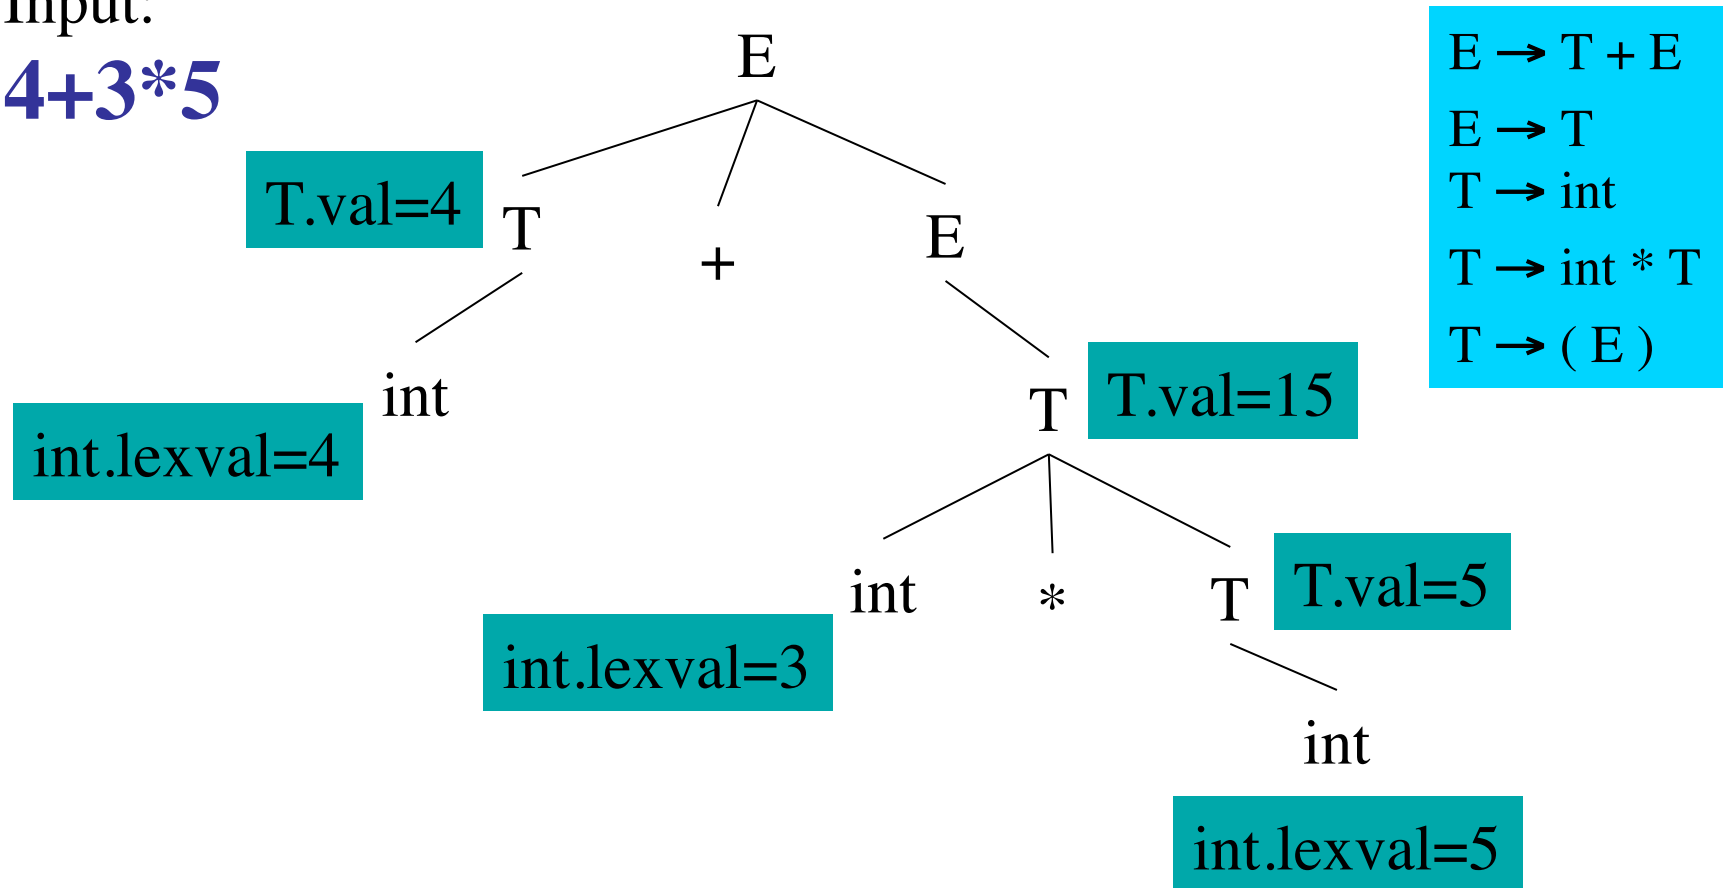 Input:
4+3*5
E
E → T + E
E → T
T → int
T → int * T
T → ( E )
T.val=4
T
+
E
int
int.lexval=4
T
T.val=15
int
*
T
T.val=5
int.lexval=3
int
int.lexval=5